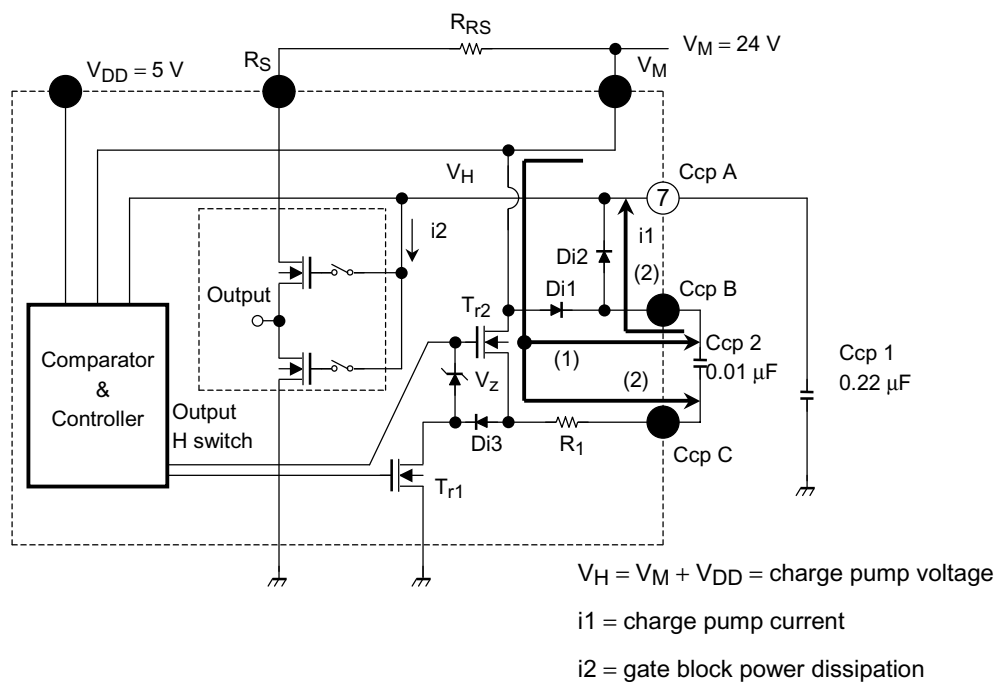 R_RS
V_M = 24 V
V_DD = 5 V
R_S
V_M
Ccp A
V_H
7
i2
i1
Di2
(2)
Ccp B
Output
Di1
T_r2
(1)
Ccp 2
0.01 μF
Ccp 1
0.22 μF
Comparator
&
Controller
V_Z
(2)
Output
H switch
Di3
R_1
Ccp C
T_r1
V_H = V_M + V_DD = charge pump voltage
i1 = charge pump current
i2 = gate block power dissipation